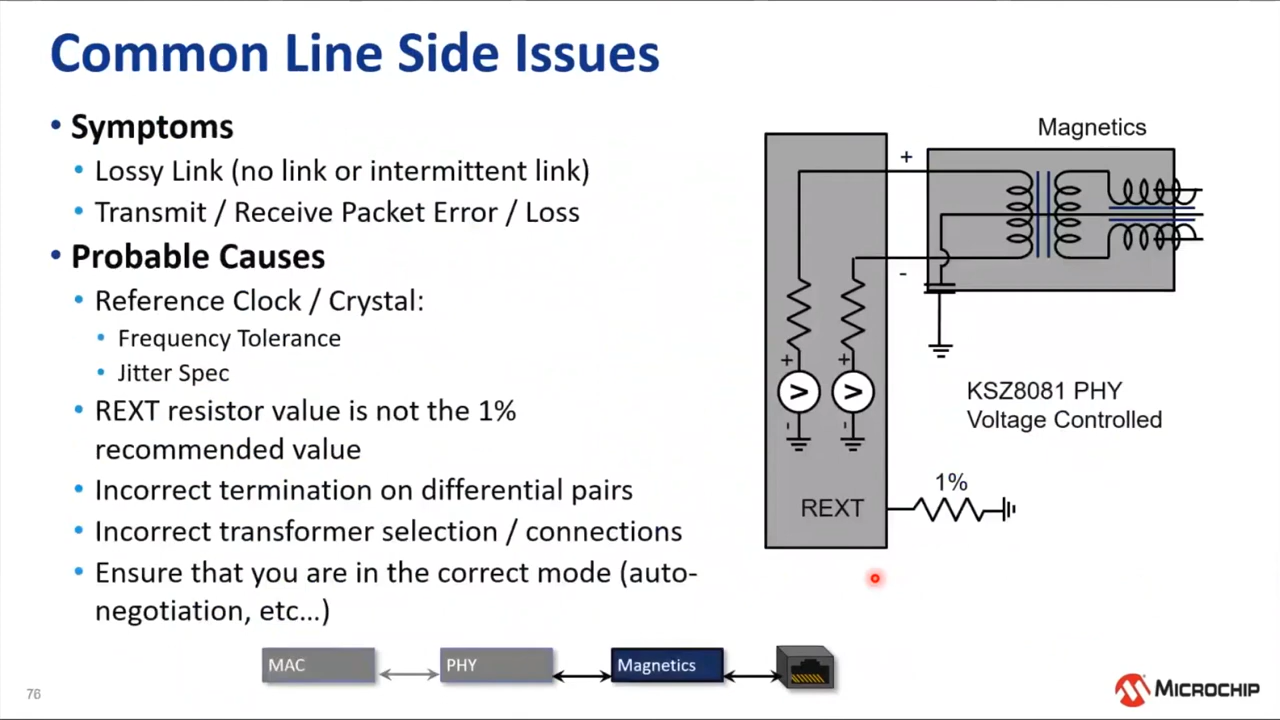 Common Line Side Issues
• Symptoms
• Lossy Link (no link or intermittent link)
• Transmit / Receive Packet Error / Loss
• Probable Causes
• Reference Clock / Crystal:
• Frequency Tolerance
• Jitter Spec
• REXT resistor value is not the 1%
recommended value
• Incorrect termination on differential pairs
• Incorrect transformer selection / connections
• Ensure that you are in the correct mode (auto-
negotiation, etc...)
Magnetics
+
-
+
+
>
>
-
-
KSZ8081 PHY
Voltage Controlled
1%
REXT
MAC
PHY
Magnetics
76
MICROCHIP